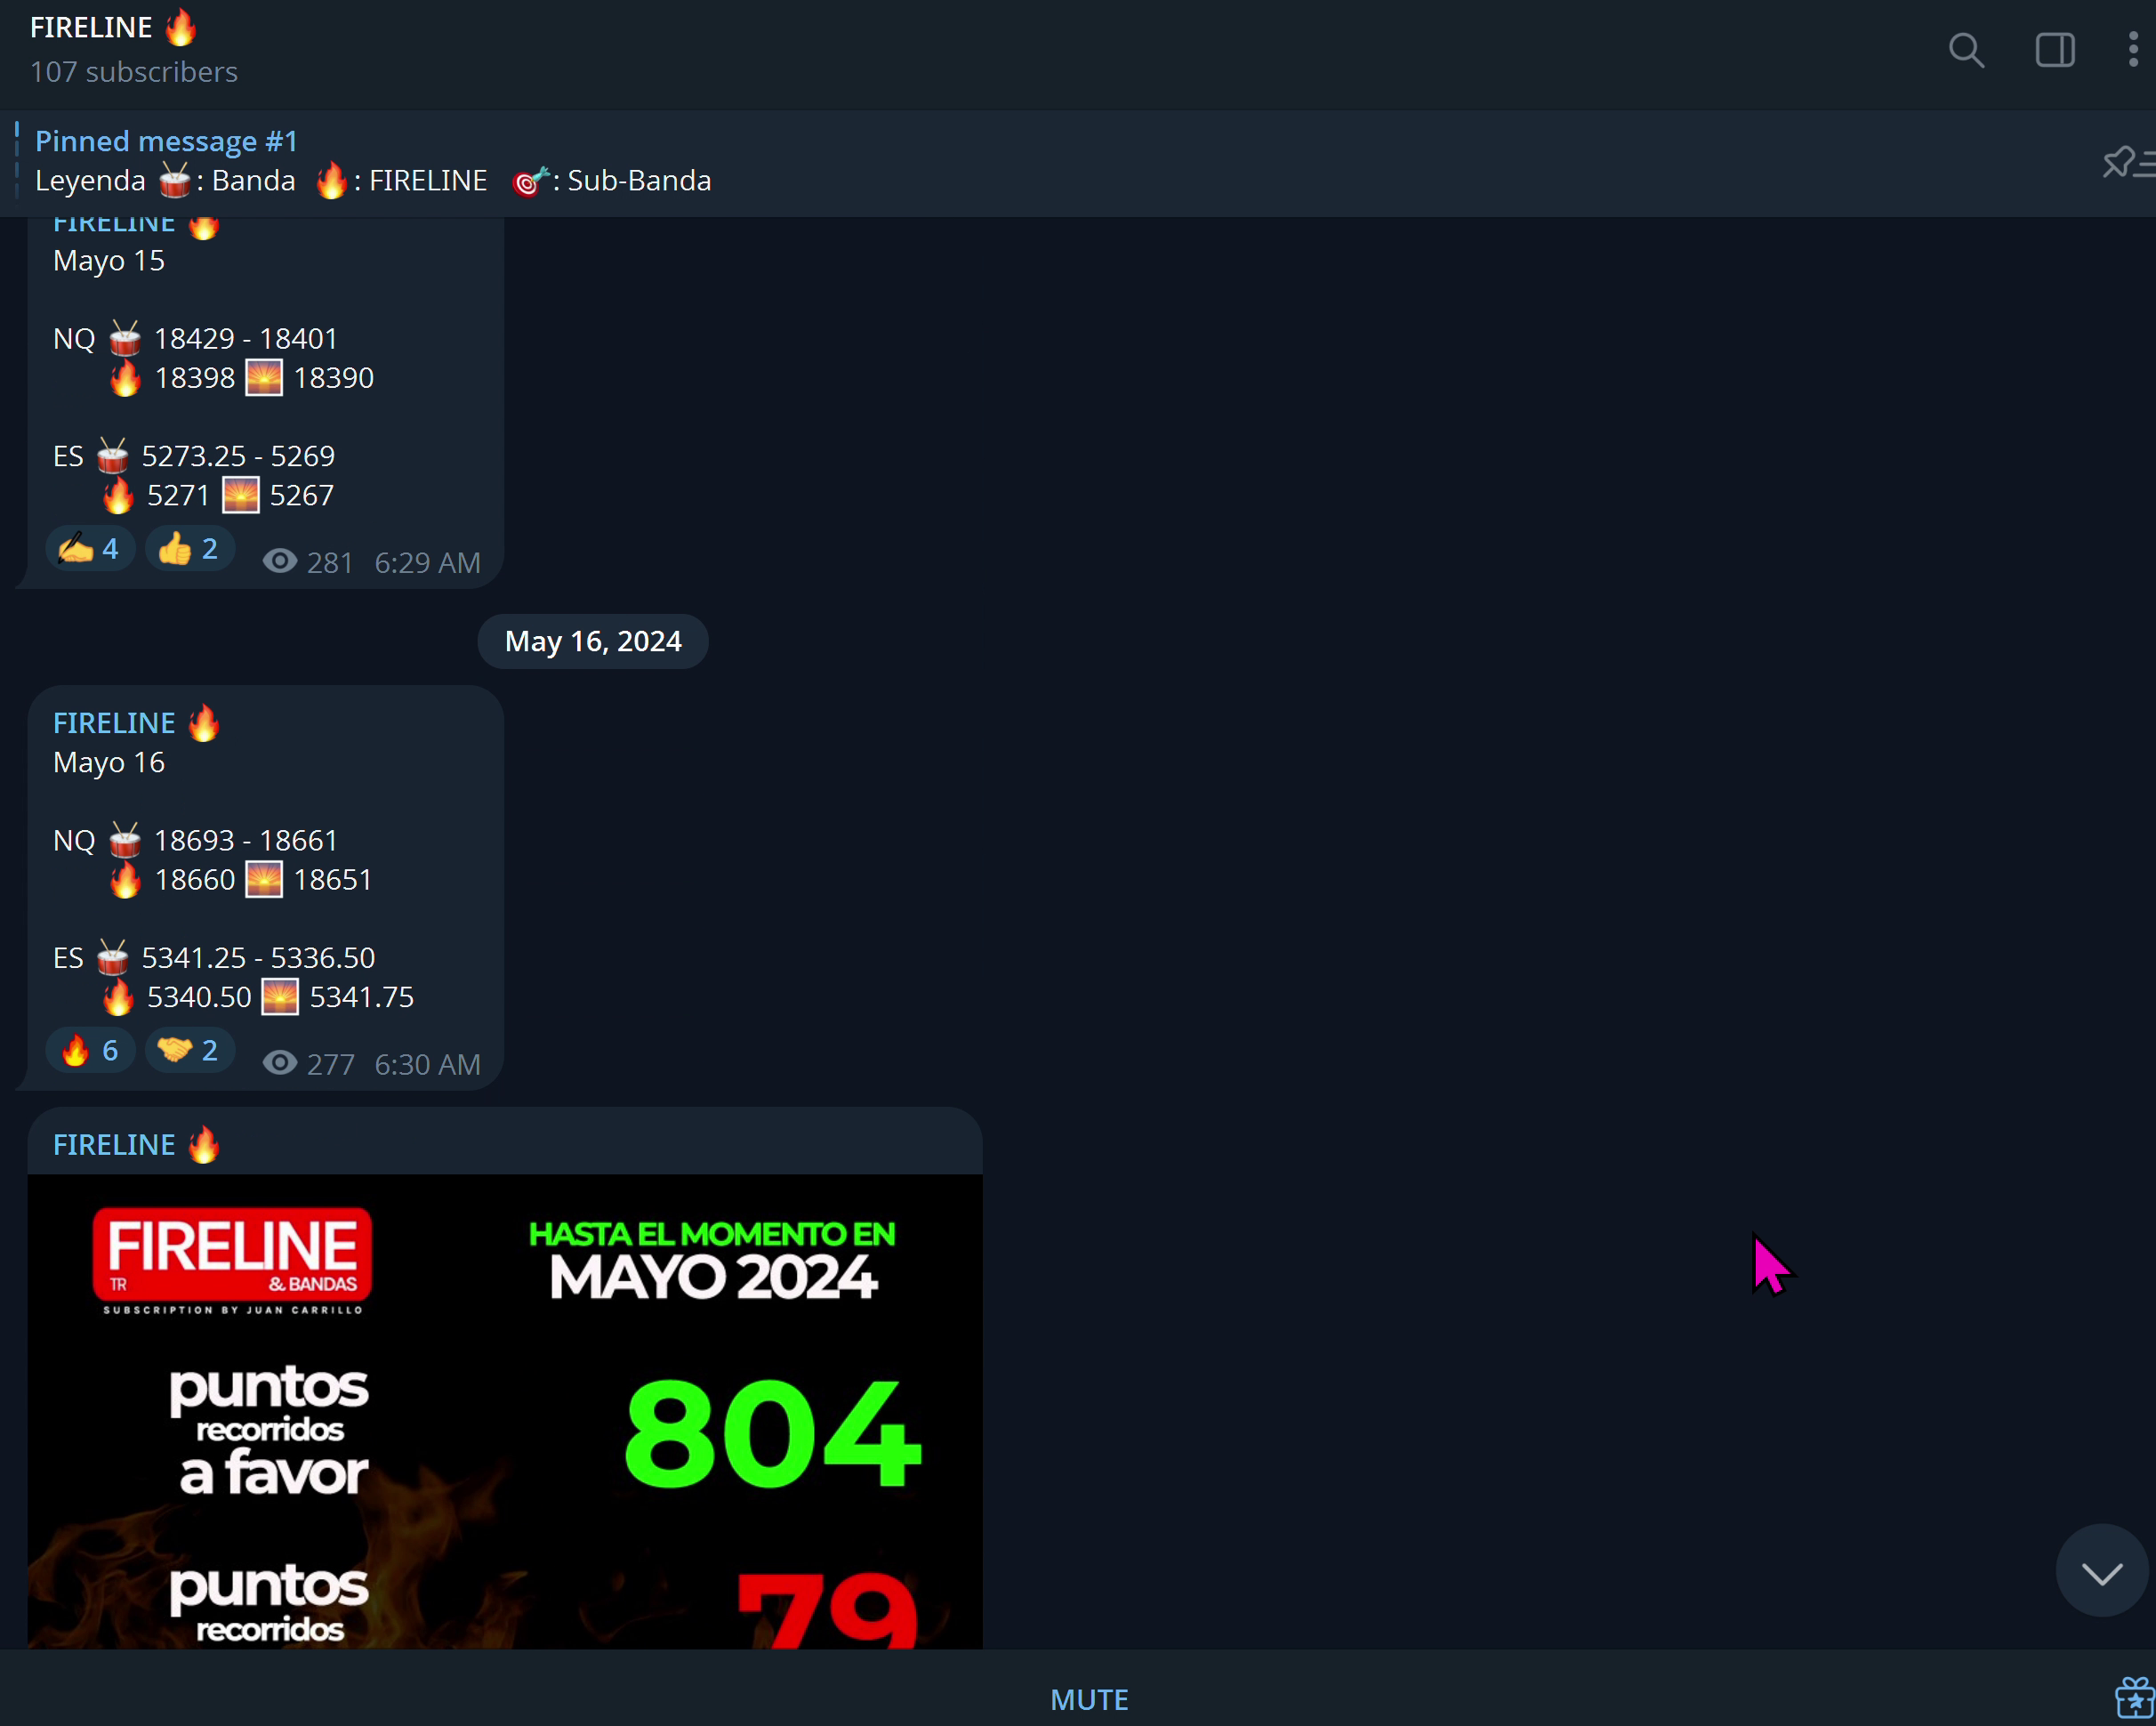 FIRELINE 🔥
107 subscribers
Pinned message #1
Leyenda 🥁: Banda 🔥: FIRELINE 🎯: Sub-Banda
FIRELINE 🔥
Mayo 15
NQ 🥁 18429 - 18401
🔥 18398 🌅 18390
ES 🥁 5273.25 - 5269
🔥 5271 🌅 5267
✍️ 4 👍 2 281 6:29 AM
May 16, 2024
FIRELINE 🔥
Mayo 16
NQ 🥁 18693 - 18661
🔥 18660 🌅 18651
ES 🥁 5341.25 - 5336.50
🔥 5340.50 🌅 5341.75
🔥 6 🤝 2 277 6:30 AM
FIRELINE 🔥
FIRELINE
TR & BANDAS
SUBSCRIPTION BY JUAN CARRILLO
HASTA EL MOMENTO EN
MAYO 2024
puntos
recorridos
a favor
804
puntos
recorridos
79
MUTE